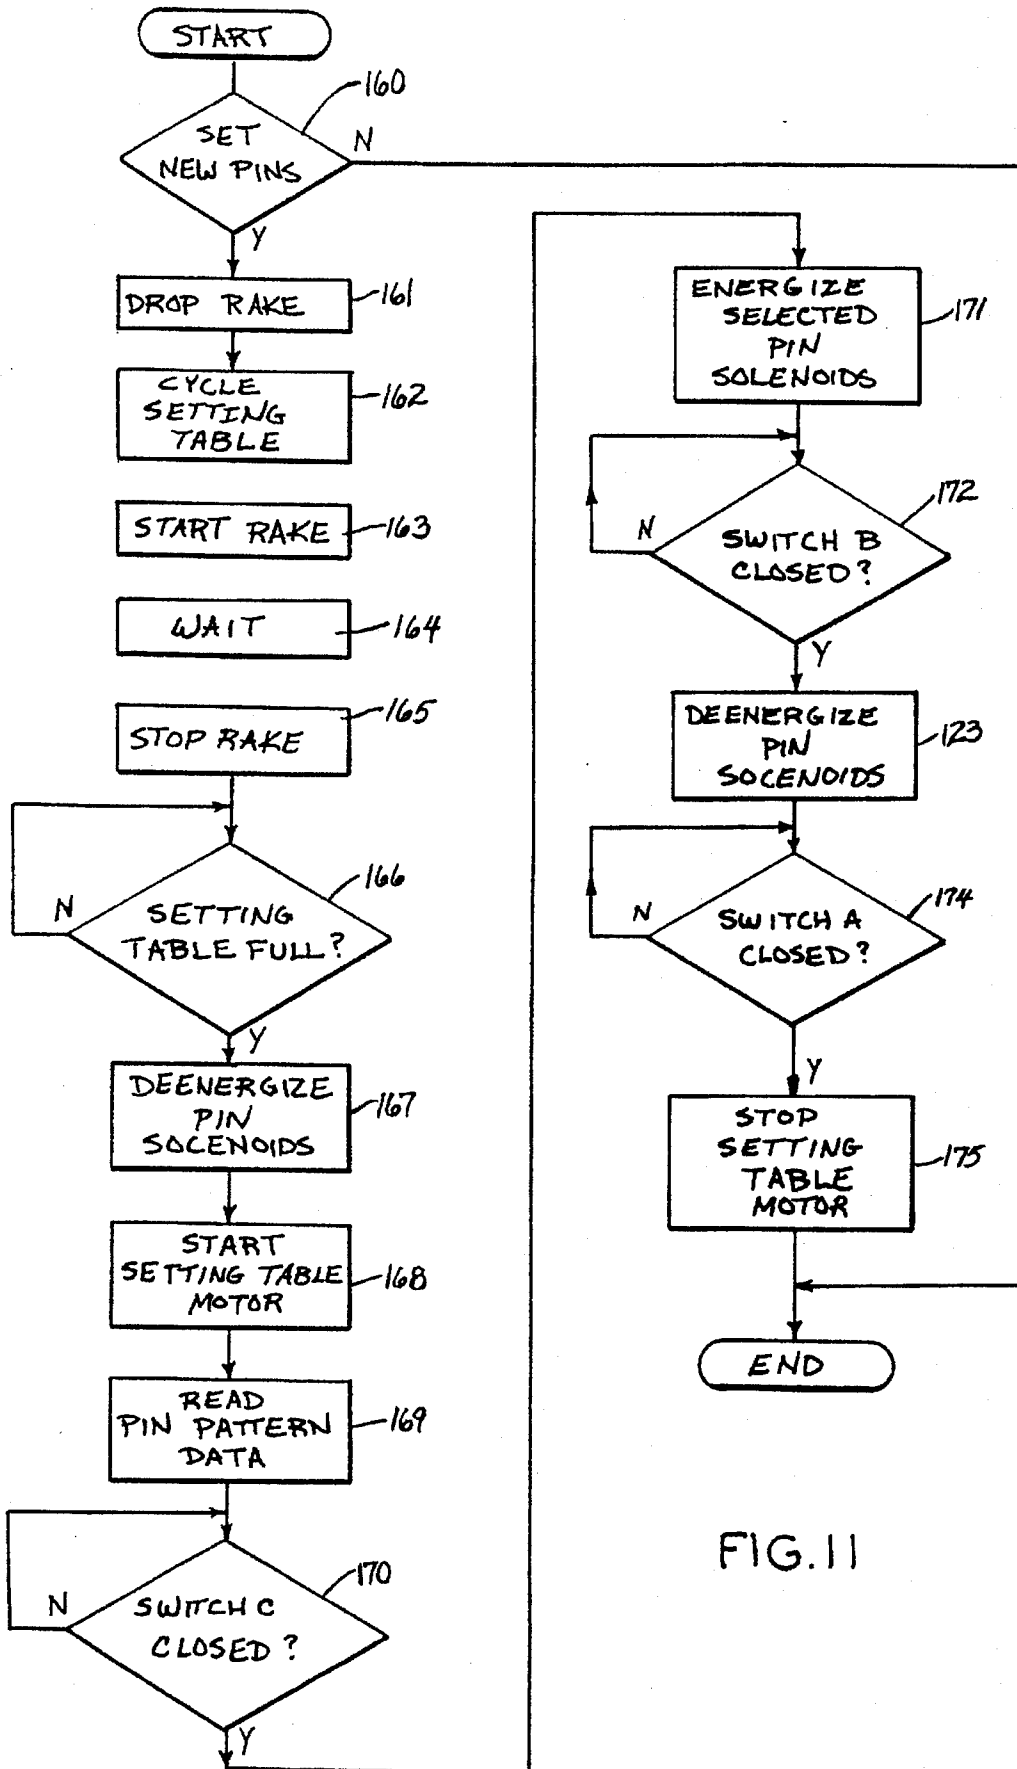 START
160
SET
NEW PINS
N
Y
DROP RAKE
161
CYCLE
SETTING
TABLE
162
START RAKE
163
WAIT
164
165
STOP RAKE
166
SETTING
TABLE FULL?
N
Y
DEENERGIZE
PIN
SOCENOIDS
167
START
SETTING TABLE
MOTOR
168
READ
PIN PATTERN
DATA
169
170
SWITCH C
CLOSED?
N
Y
ENERGIZE
SELECTED
PIN
SOLENOIDS
171
172
SWITCH B
CLOSED?
N
Y
DEENERGIZE
PIN
SOCENOIDS
123
174
SWITCH A
CLOSED?
N
Y
STOP
SETTING
TABLE
MOTOR
175
END
FIG. 11